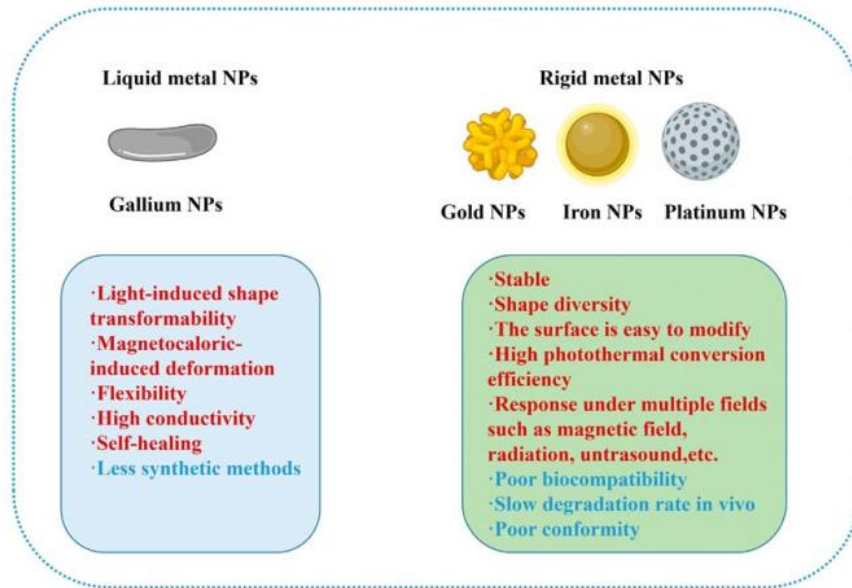 Liquid metal NPs
Rigid metal NPs
Gallium NPs
Gold NPs
Iron NPs
Platinum NPs
·Light-induced shape
transformability
·Magnetocaloric-
induced deformation
·Flexibility
·High conductivity
·Self-healing
·Less synthetic methods
·Stable
·Shape diversity
·The surface is easy to modify
·High photothermal conversion
efficiency
·Response under multiple fields
such as magnetic field,
radiation, untrasound,etc.
·Poor biocompatibility
·Slow degradation rate in vivo
·Poor conformity